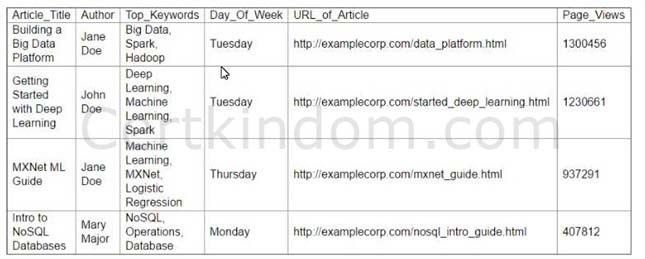 Article_Title Author Top_Keywords Day_Of_Week URL_of_Article Page_Views
Building a Big Data Platform Jane Doe Big Data, Spark, Hadoop Tuesday http://examplecorp.com/data_platform.html 1300456
Getting Started with Deep Learning John Doe Deep Learning, Machine Learning, Spark Tuesday http://examplecorp.com/started_deep_learning.html 1230661
MXNet ML Guide Jane Doe Machine Learning, MXNet, Logistic Regression Thursday http://examplecorp.com/mxnet_guide.html 937291
Intro to NoSQL Databases Mary Major NoSQL, Operations, Database Monday http://examplecorp.com/nosql_intro_guide.html 407812
Certkingdom.com